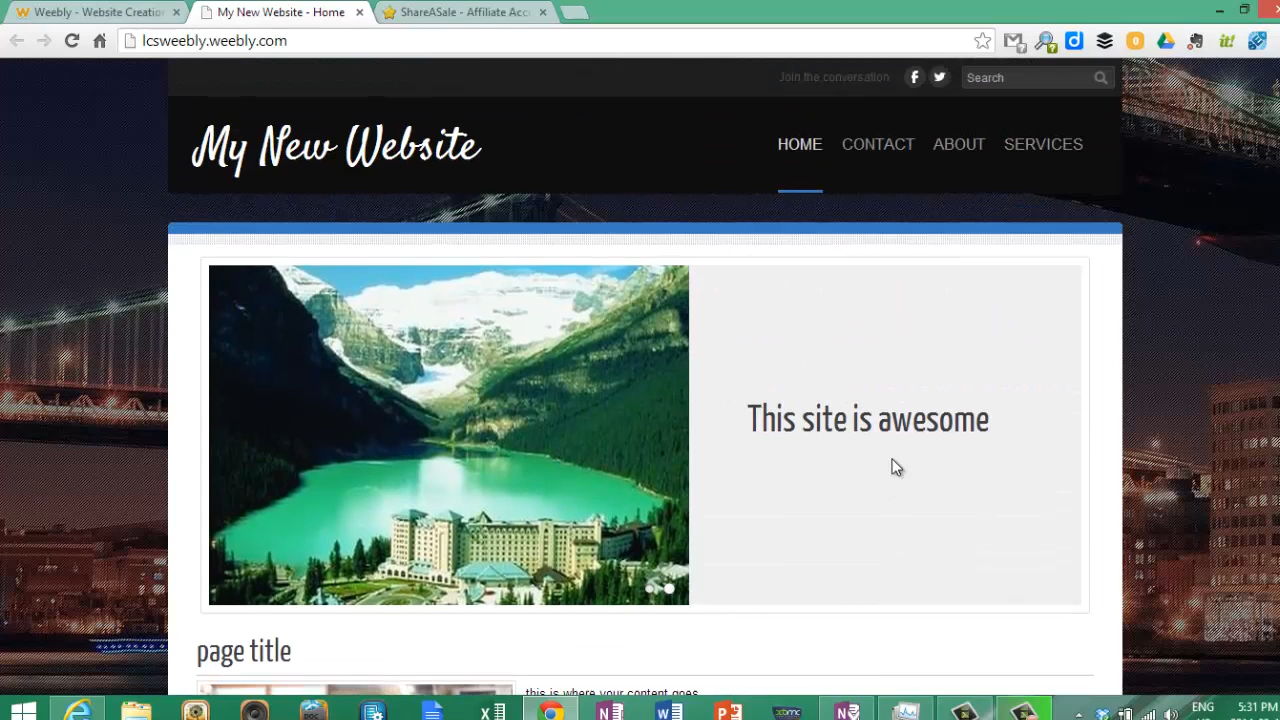 Weebly - Website Creation
My New Website - Home
ShareASale - Affiliate Acc
lcsweebly.weebly.com
Join the conversation
Search
My New Website
HOME CONTACT ABOUT SERVICES
This site is awesome
page title
this is where your content goes
ENG
5:31 PM